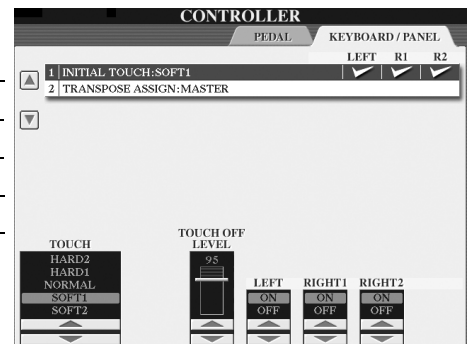 CONTROLLER
PEDAL KEYBOARD / PANEL
LEFT R1 R2
1 INITIAL TOUCH:SOFT1
2 TRANSPOSE ASSIGN:MASTER
TOUCH
HARD2
HARD1
NORMAL
SOFT1
SOFT2
TOUCH OFF
LEVEL
95
LEFT RIGHT1 RIGHT2
ON ON ON
OFF OFF OFF